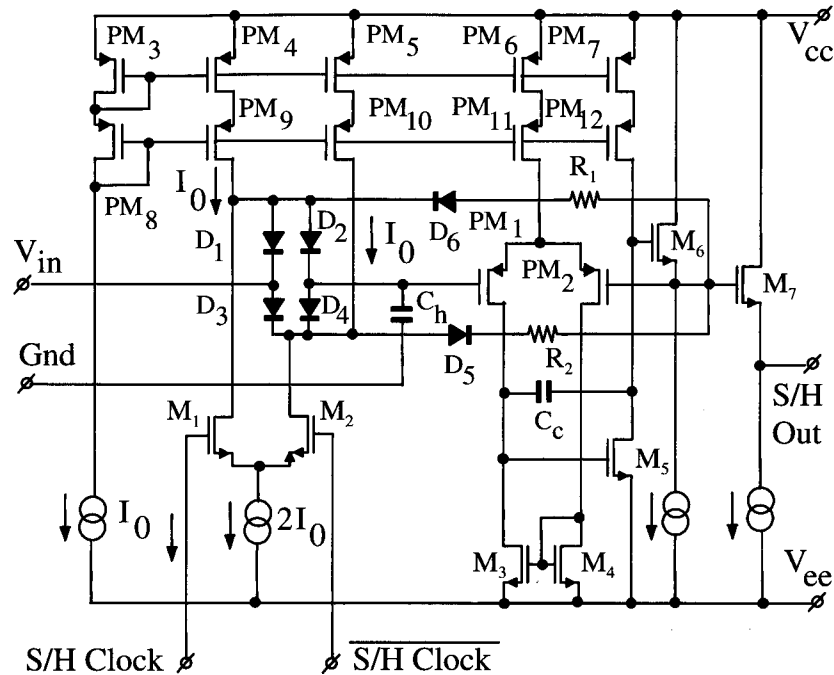 PM3
PM4
PM5
PM6
PM7
Vcc
PM9
PM10
PM11
PM12
I0
PM8
R1
D1
D2
I0
D6
PM1
M6
Vin
PM2
M7
D3
D4
Ch
Gnd
D5
R2
M1
M2
Cc
M5
S/H
Out
I0
2I0
M3
M4
Vee
S/H Clock
S/H Clock